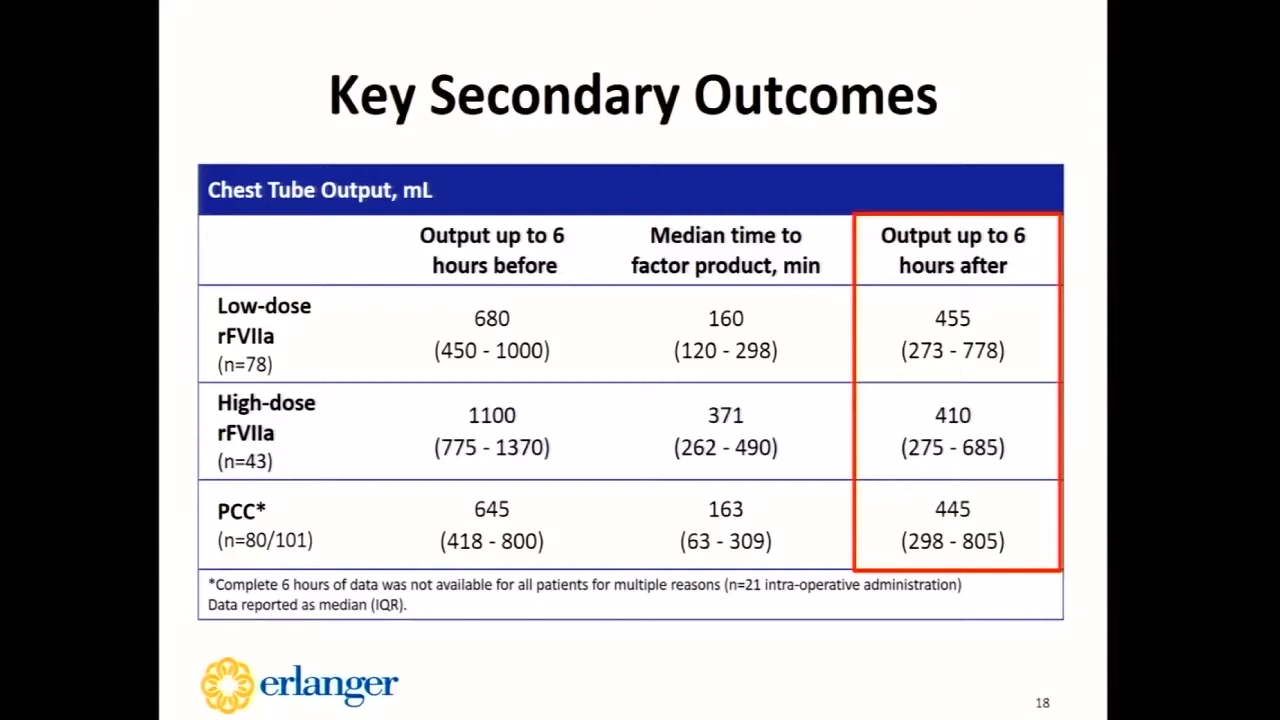 Key Secondary Outcomes
Chest Tube Output, mL
Output up to 6
hours before
Median time to
factor product, min
Output up to 6
hours after
Low-dose
rFVIIa
(n=78)
680
(450 - 1000)
160
(120 - 298)
455
(273 - 778)
High-dose
rFVIIa
(n=43)
1100
(775 - 1370)
371
(262 - 490)
410
(275 - 685)
PCC*
(n=80/101)
645
(418 - 800)
163
(63 - 309)
445
(298 - 805)
*Complete 6 hours of data was not available for all patients for multiple reasons (n=21 intra-operative administration)
Data reported as median (IQR).
erlanger
18